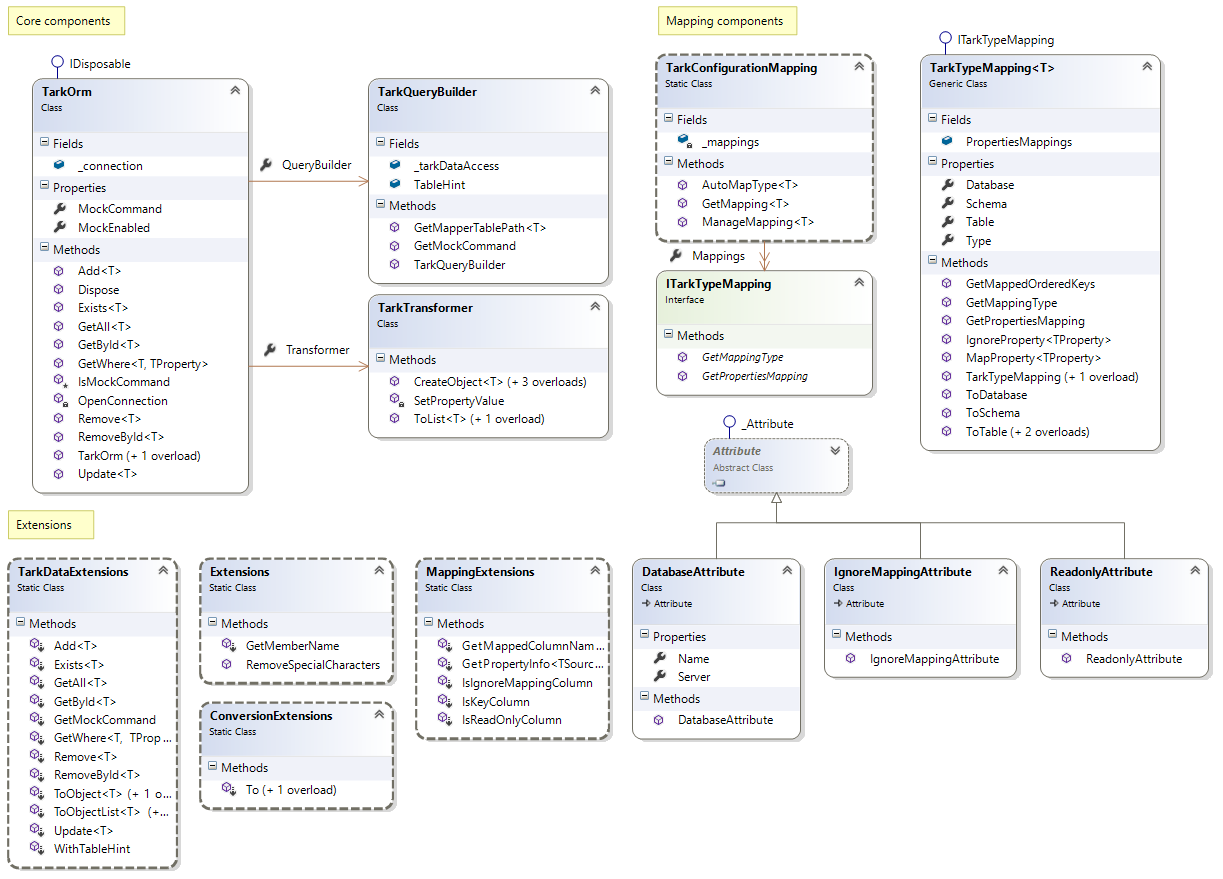 Core components
IDisposable
TarkOrm
Class
Fields
_connection
Properties
MockCommand
MockEnabled
Methods
Add<T>
Dispose
Exists<T>
GetAll<T>
GetById<T>
GetWhere<T, TProperty>
IsMockCommand
OpenConnection
Remove<T>
RemoveById<T>
TarkOrm (+ 1 overload)
Update<T>
QueryBuilder
Transformer
TarkQueryBuilder
Class
Fields
_tarkDataAccess
TableHint
Methods
GetMapperTablePath<T>
GetMockCommand
TarkQueryBuilder
TarkTransformer
Class
Methods
CreateObject<T> (+ 3 overloads)
SetPropertyValue
ToList<T> (+ 1 overload)
Mapping components
TarkConfigurationMapping
Static Class
Fields
_mappings
Methods
AutoMapType<T>
GetMapping<T>
ManageMapping<T>
Mappings
ITarkTypeMapping
Interface
Methods
GetMappingType
GetPropertiesMapping
ITarkTypeMapping
TarkTypeMapping<T>
Generic Class
Fields
PropertiesMappings
Properties
Database
Schema
Table
Type
Methods
GetMappedOrderedKeys
GetMappingType
GetPropertiesMapping
IgnoreProperty<TProperty>
MapProperty<TProperty>
TarkTypeMapping (+ 1 overload)
ToDatabase
ToSchema
ToTable (+ 2 overloads)
_Attribute
Attribute
Abstract Class
DatabaseAttribute
Class
Attribute
Properties
Name
Server
Methods
DatabaseAttribute
IgnoreMappingAttribute
Class
Attribute
Methods
IgnoreMappingAttribute
ReadonlyAttribute
Class
Attribute
Methods
ReadonlyAttribute
Extensions
TarkDataExtensions
Static Class
Methods
Add<T>
Exists<T>
GetAll<T>
GetById<T>
GetMockCommand
GetWhere<T, TProp...
Remove<T>
RemoveById<T>
ToObject<T> (+ 1 o...
ToObjectList<T> (+...
Update<T>
WithTableHint
Extensions
Static Class
Methods
GetMemberName
RemoveSpecialCharacters
ConversionExtensions
Static Class
Methods
To (+ 1 overload)
MappingExtensions
Static Class
Methods
GetMappedColumnNam...
GetPropertyInfo<TSourc...
IsIgnoreMappingColumn
IsKeyColumn
IsReadOnlyColumn